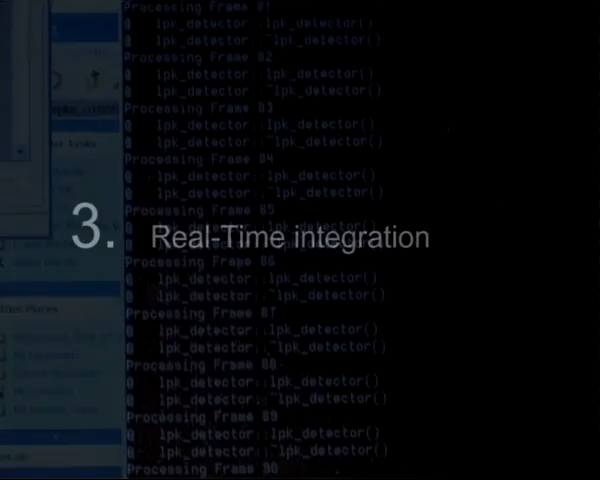 Processing Frame 81
@ lpk_detector::lpk_detector()
@ lpk_detector::~lpk_detector()
Processing Frame 82
@ lpk_detector::lpk_detector()
@ lpk_detector::~lpk_detector()
Processing Frame 83
@ lpk_detector::lpk_detector()
@ lpk_detector::~lpk_detector()
Processing Frame 84
@ lpk_detector::lpk_detector()
@ lpk_detector::~lpk_detector()
Processing Frame 85
3. Real-Time integration
Processing Frame 86
@ lpk_detector::lpk_detector()
@ lpk_detector::~lpk_detector()
Processing Frame 87
@ lpk_detector::lpk_detector()
@ lpk_detector::~lpk_detector()
Processing Frame 88
@ lpk_detector::lpk_detector()
@ lpk_detector::~lpk_detector()
Processing Frame 89
@ lpk_detector::lpk_detector()
@ lpk_detector::~lpk_detector()
Processing Frame 90